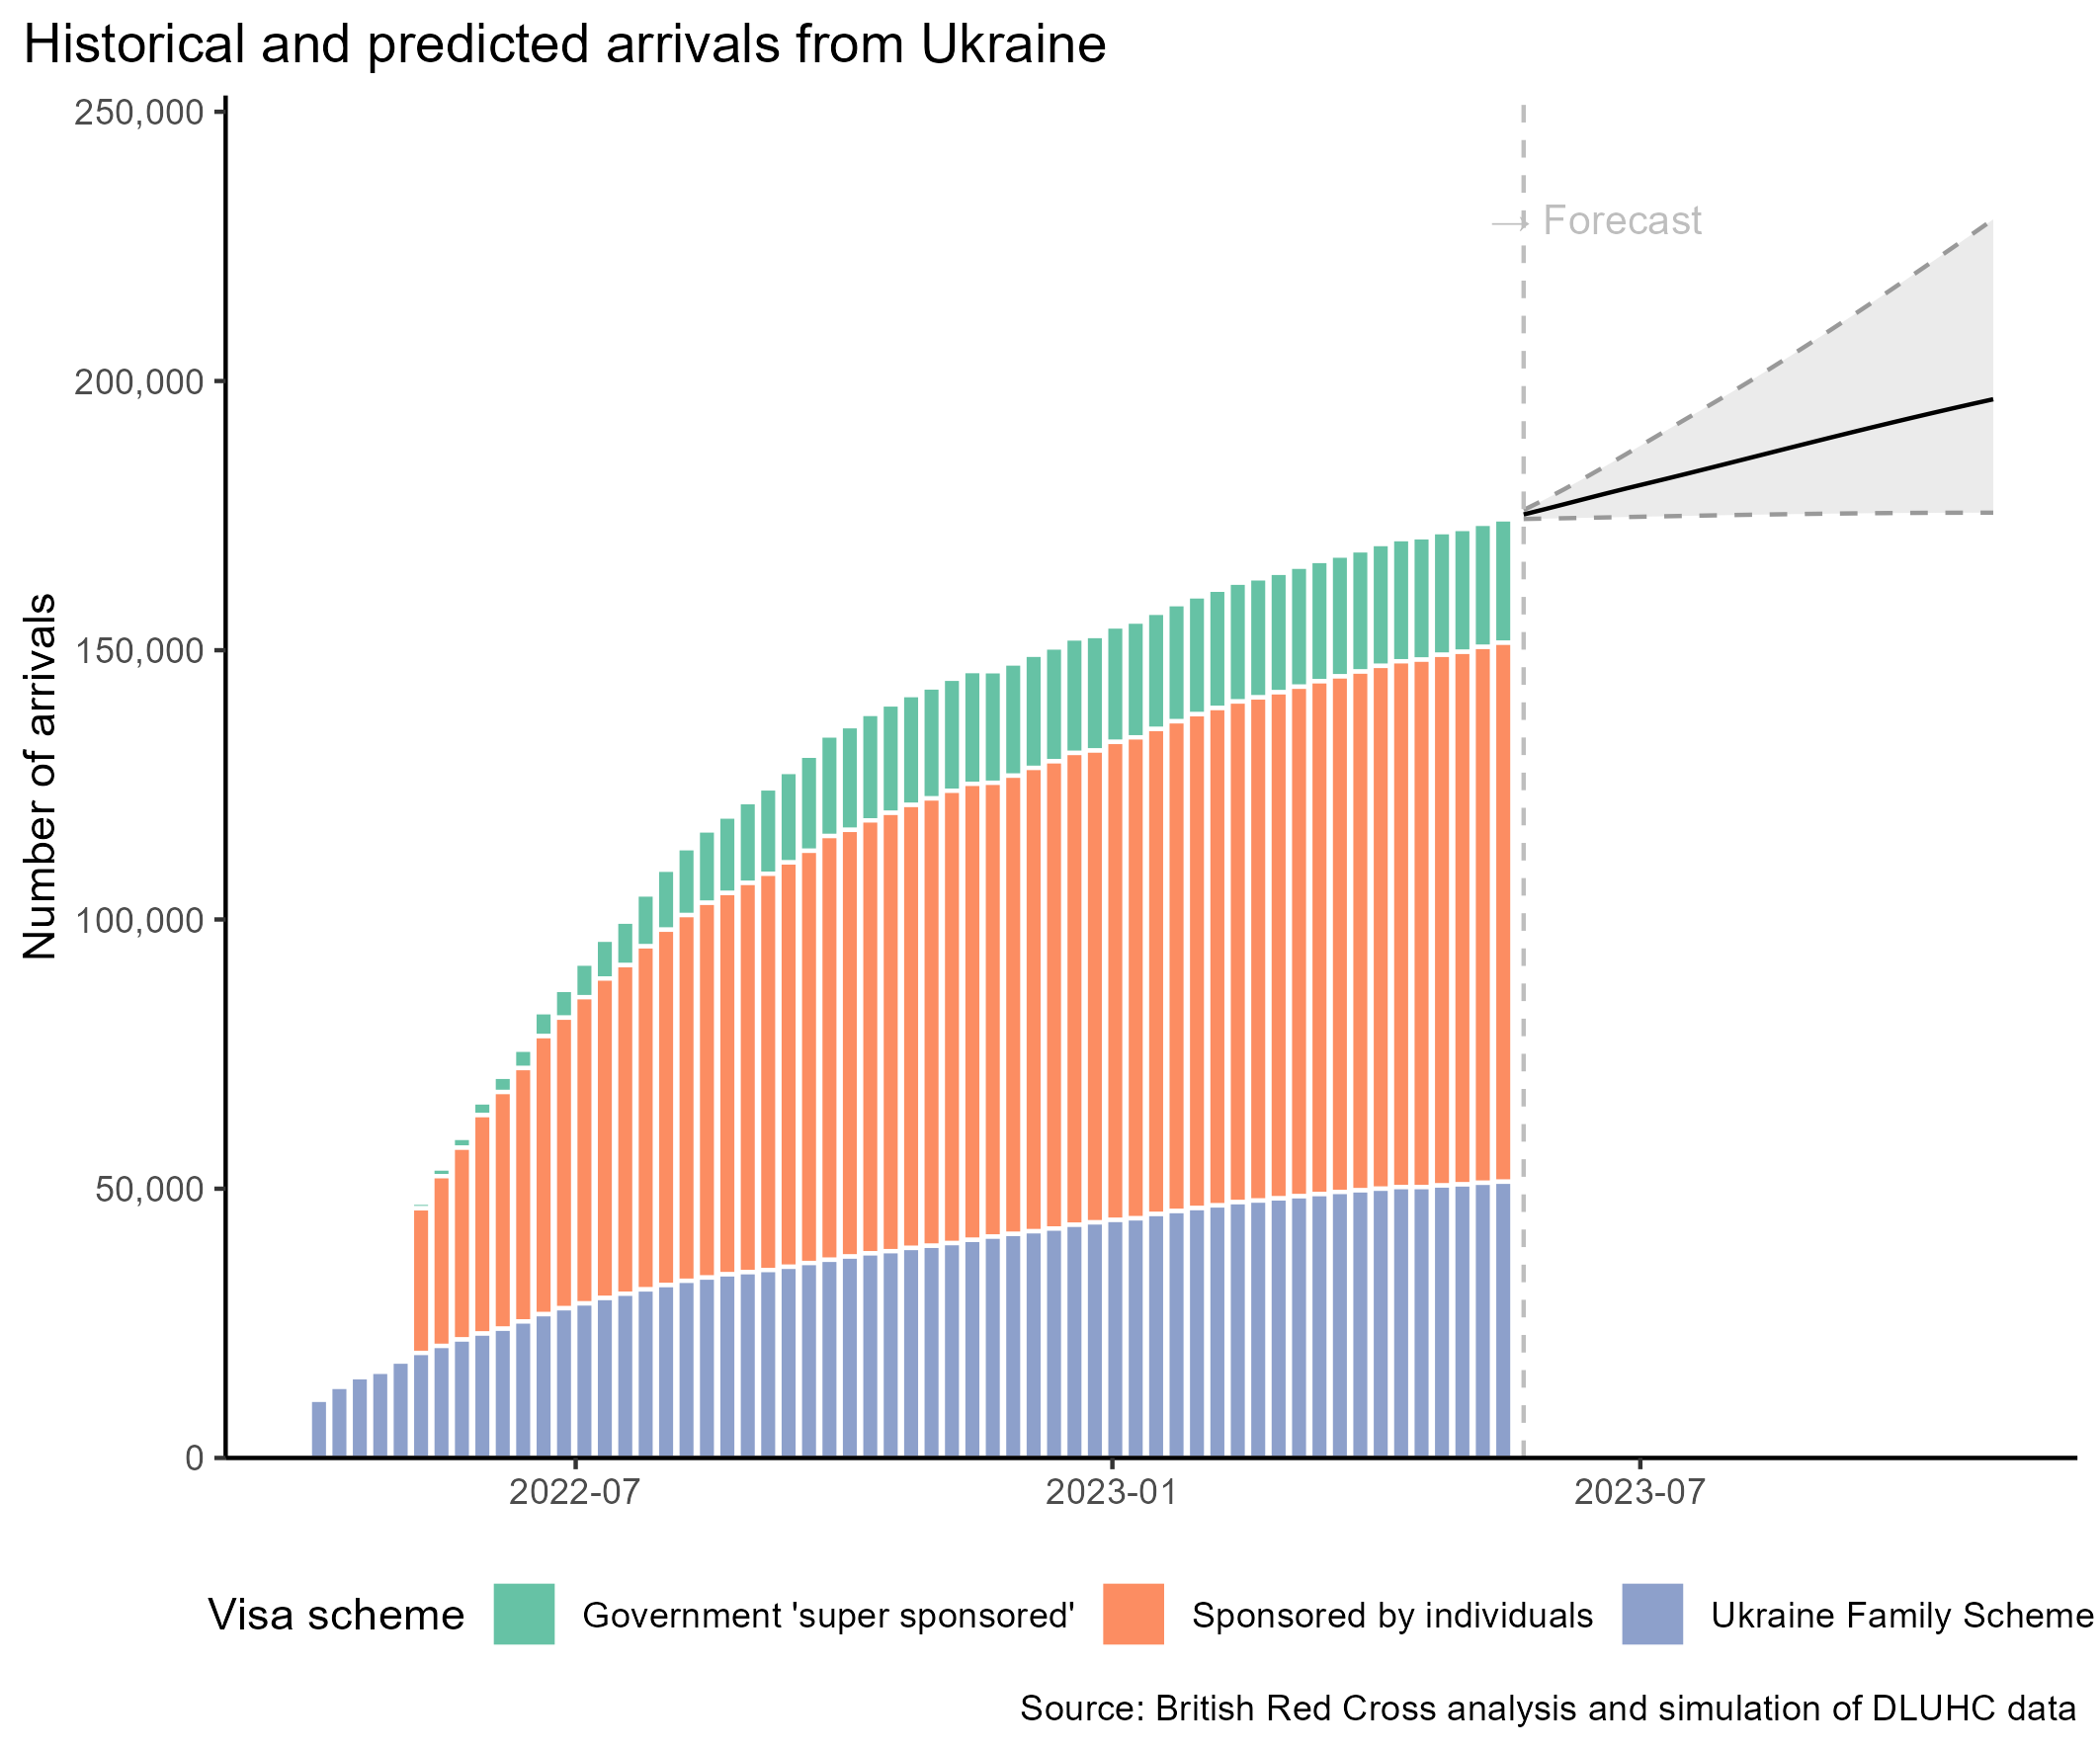 Historical and predicted arrivals from Ukraine
250,000
200,000
150,000
100,000
50,000
0
Number of arrivals
Forecast
2022-07 2023-01 2023-07
Visa scheme Government 'super sponsored' Sponsored by individuals Ukraine Family Scheme
Source: British Red Cross analysis and simulation of DLUHC data